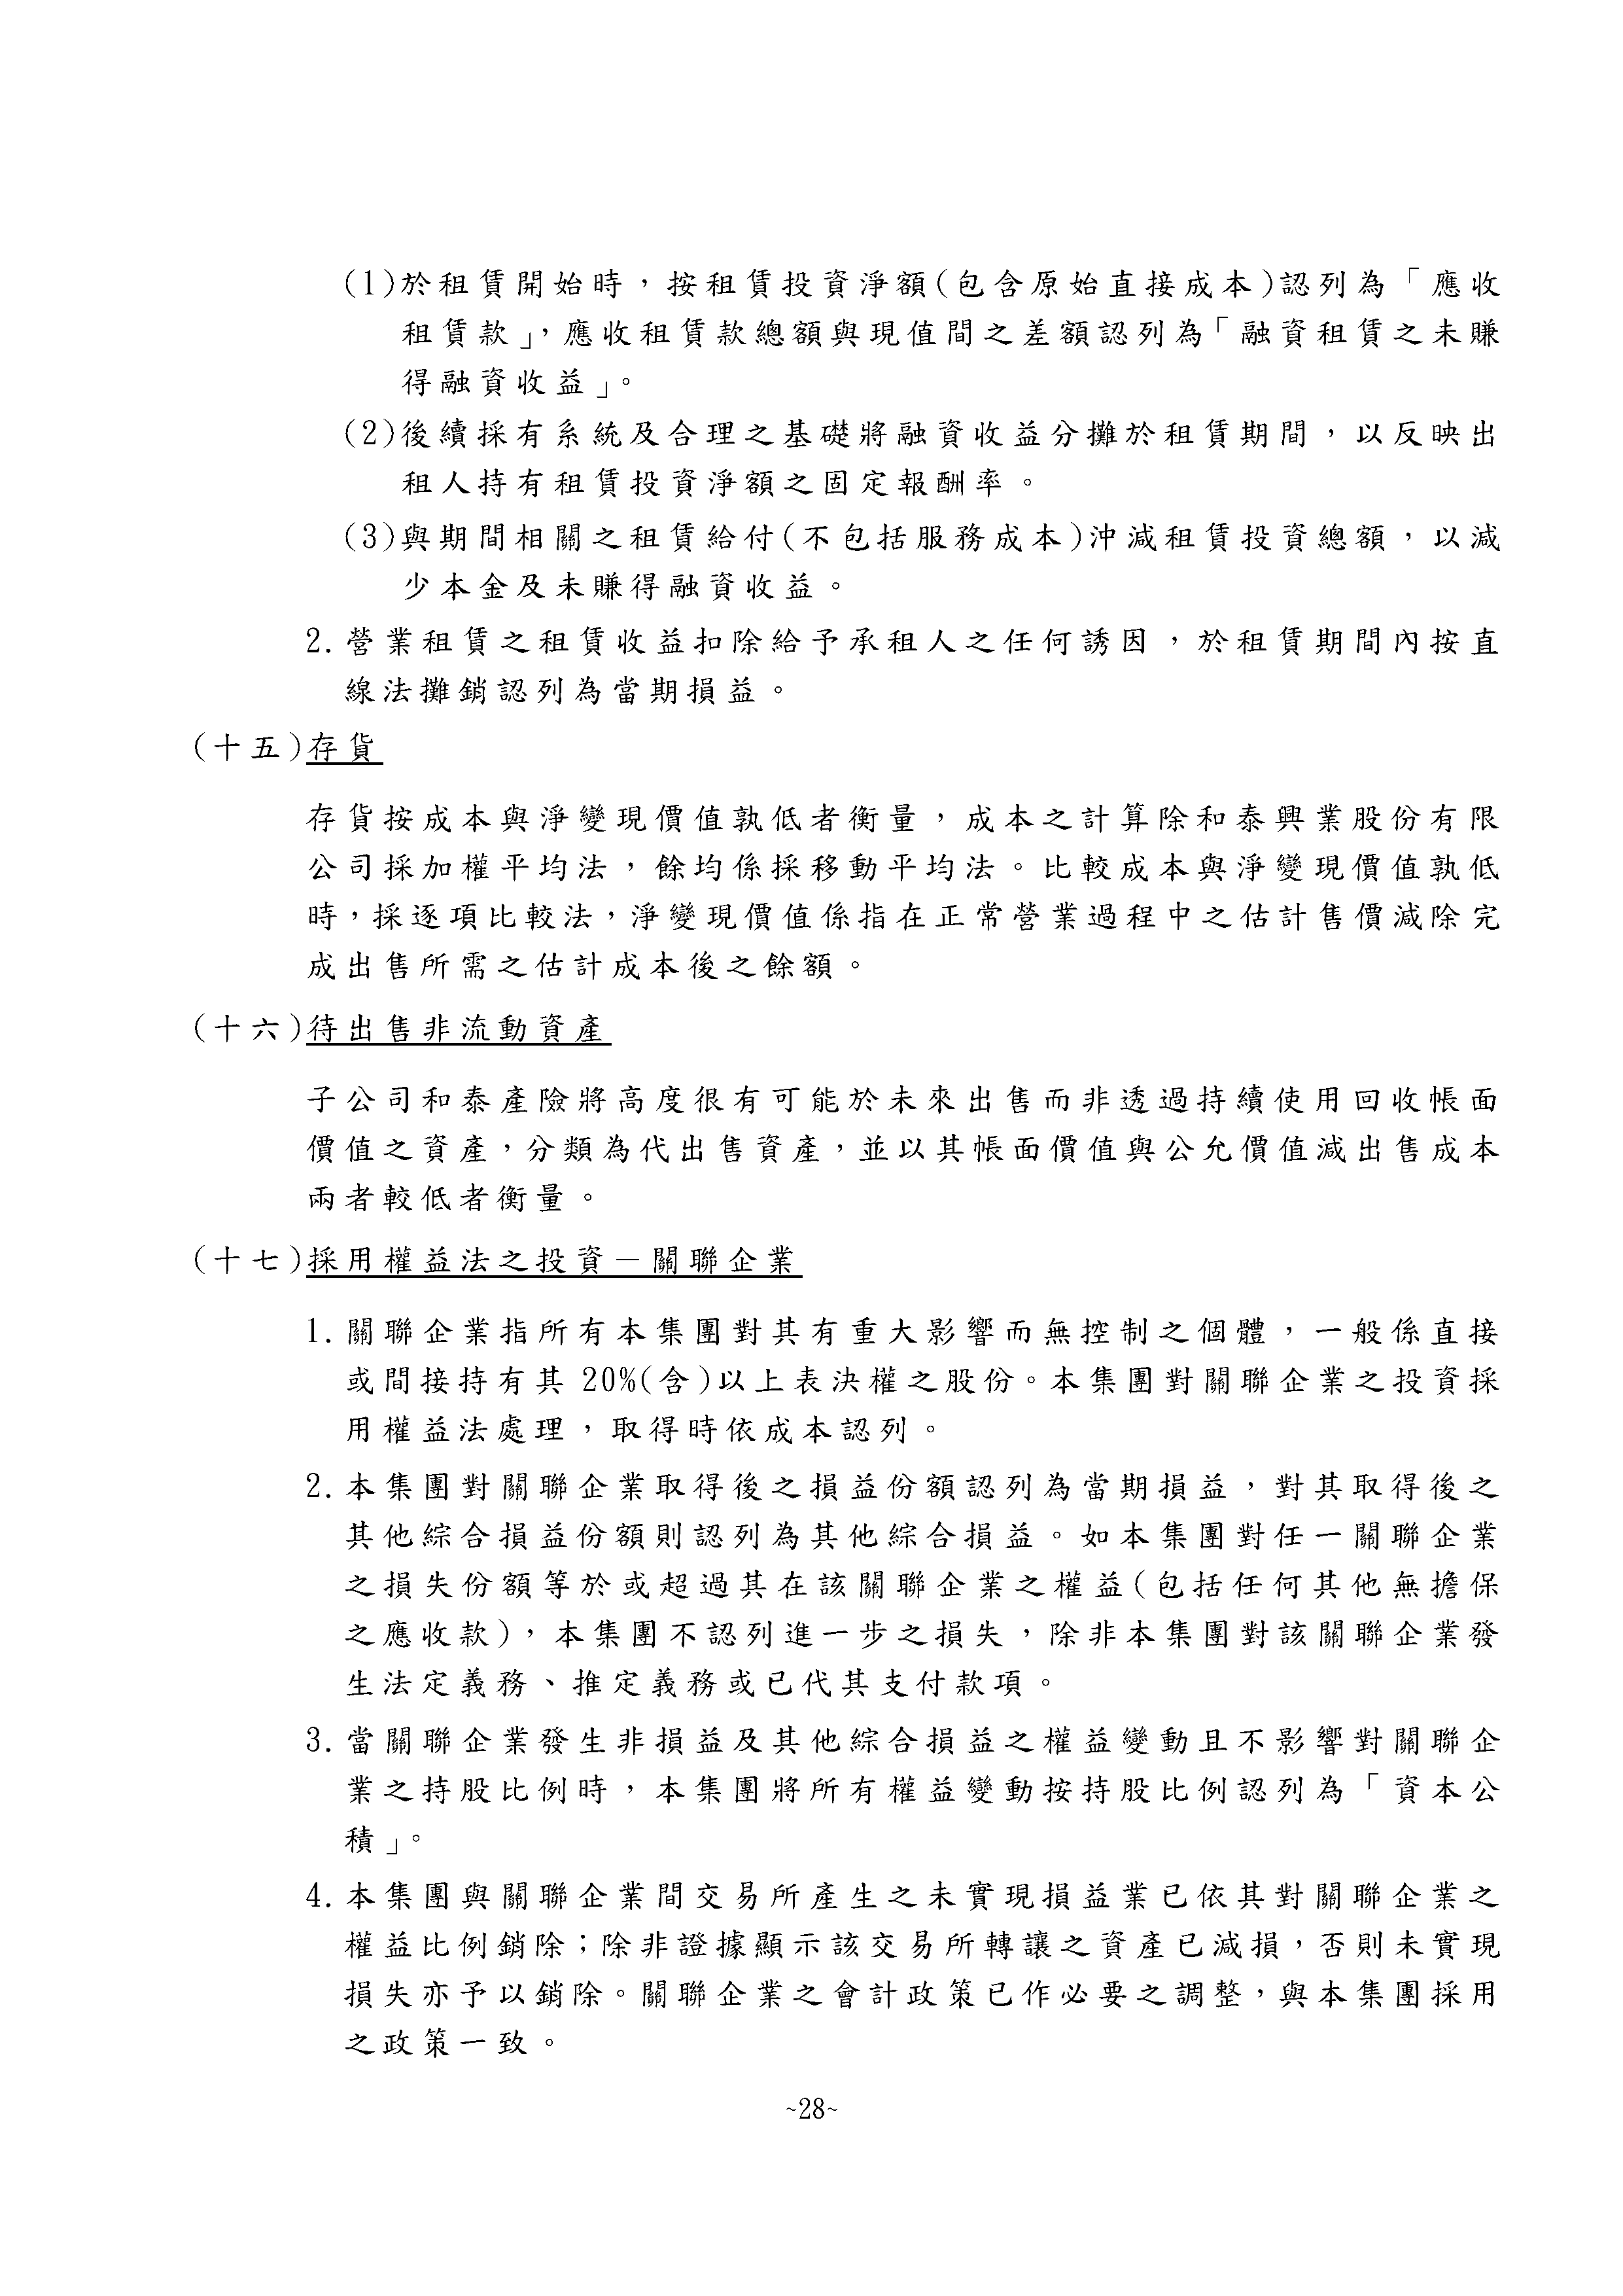 (1)於租賃開始時，按租賃投資淨額(包含原始直接成本)認列為「應收
租賃款」，應收租賃款總額與現值間之差額認列為「融資租賃之未賺
得融資收益」。
(2)後續採有系統及合理之基礎將融資收益分攤於租賃期間，以反映出
租人持有租賃投資淨額之固定報酬率。
(3)與期間相關之租賃給付(不包括服務成本)沖減租賃投資總額，以減
少本金及未賺得融資收益。
2.營業租賃之租賃收益扣除給予承租人之任何誘因，於租賃期間內按直
線法攤銷認列為當期損益。
(十五)存貨
存貨按成本與淨變現價值孰低者衡量，成本之計算除和泰興業股份有限
公司採加權平均法，餘均係採移動平均法。比較成本與淨變現價值孰低
時，採逐項比較法，淨變現價值係指在正常營業過程中之估計售價減除完
成出售所需之估計成本後之餘額。
(十六)待出售非流動資產
子公司和泰產險將高度很有可能於未來出售而非透過持續使用回收帳面
價值之資產，分類為代出售資產，並以其帳面價值與公允價值減出售成本
兩者較低者衡量。
(十七)採用權益法之投資－關聯企業
1.關聯企業指所有本集團對其有重大影響而無控制之個體，一般係直接
或間接持有其 20%(含)以上表決權之股份。本集團對關聯企業之投資採
用權益法處理，取得時依成本認列。
2.本集團對關聯企業取得後之損益份額認列為當期損益，對其取得後之
其他綜合損益份額則認列為其他綜合損益。如本集團對任一關聯企業
之損失份額等於或超過其在該關聯企業之權益(包括任何其他無擔保
之應收款)，本集團不認列進一步之損失，除非本集團對該關聯企業發
生法定義務、推定義務或已代其支付款項。
3.當關聯企業發生非損益及其他綜合損益之權益變動且不影響對關聯企
業之持股比例時，本集團將所有權益變動按持股比例認列為「資本公
積」。
4.本集團與關聯企業間交易所產生之未實現損益業已依其對關聯企業之
權益比例銷除；除非證據顯示該交易所轉讓之資產已減損，否則未實現
損失亦予以銷除。關聯企業之會計政策已作必要之調整，與本集團採用
之政策一致。
~28~